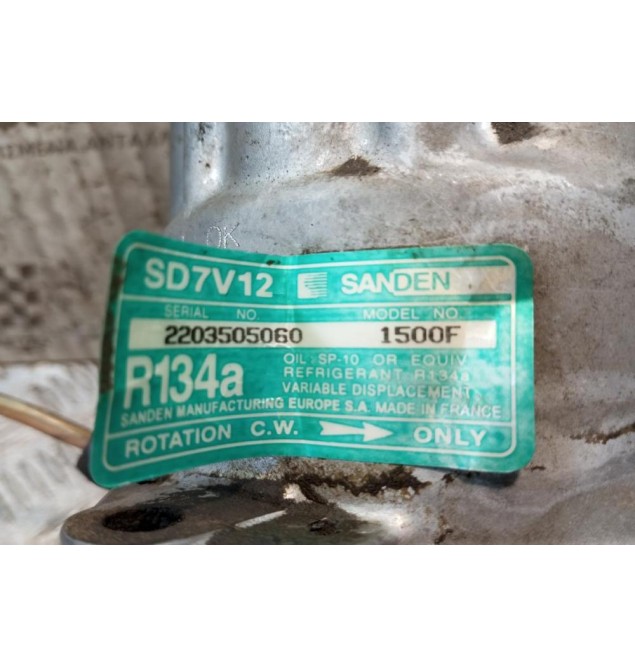 OK
SD7V12 SANDEN
SERIAL NO. MODEL NO.
2203505060 1500F
R134a
OIL: SP-10 OR EQUIV.
REFRIGERANT R134a
VARIABLE DISPLACEMENT
SANDEN MANUFACTURING EUROPE S.A. MADE IN FRANCE
ROTATION C.W. ONLY